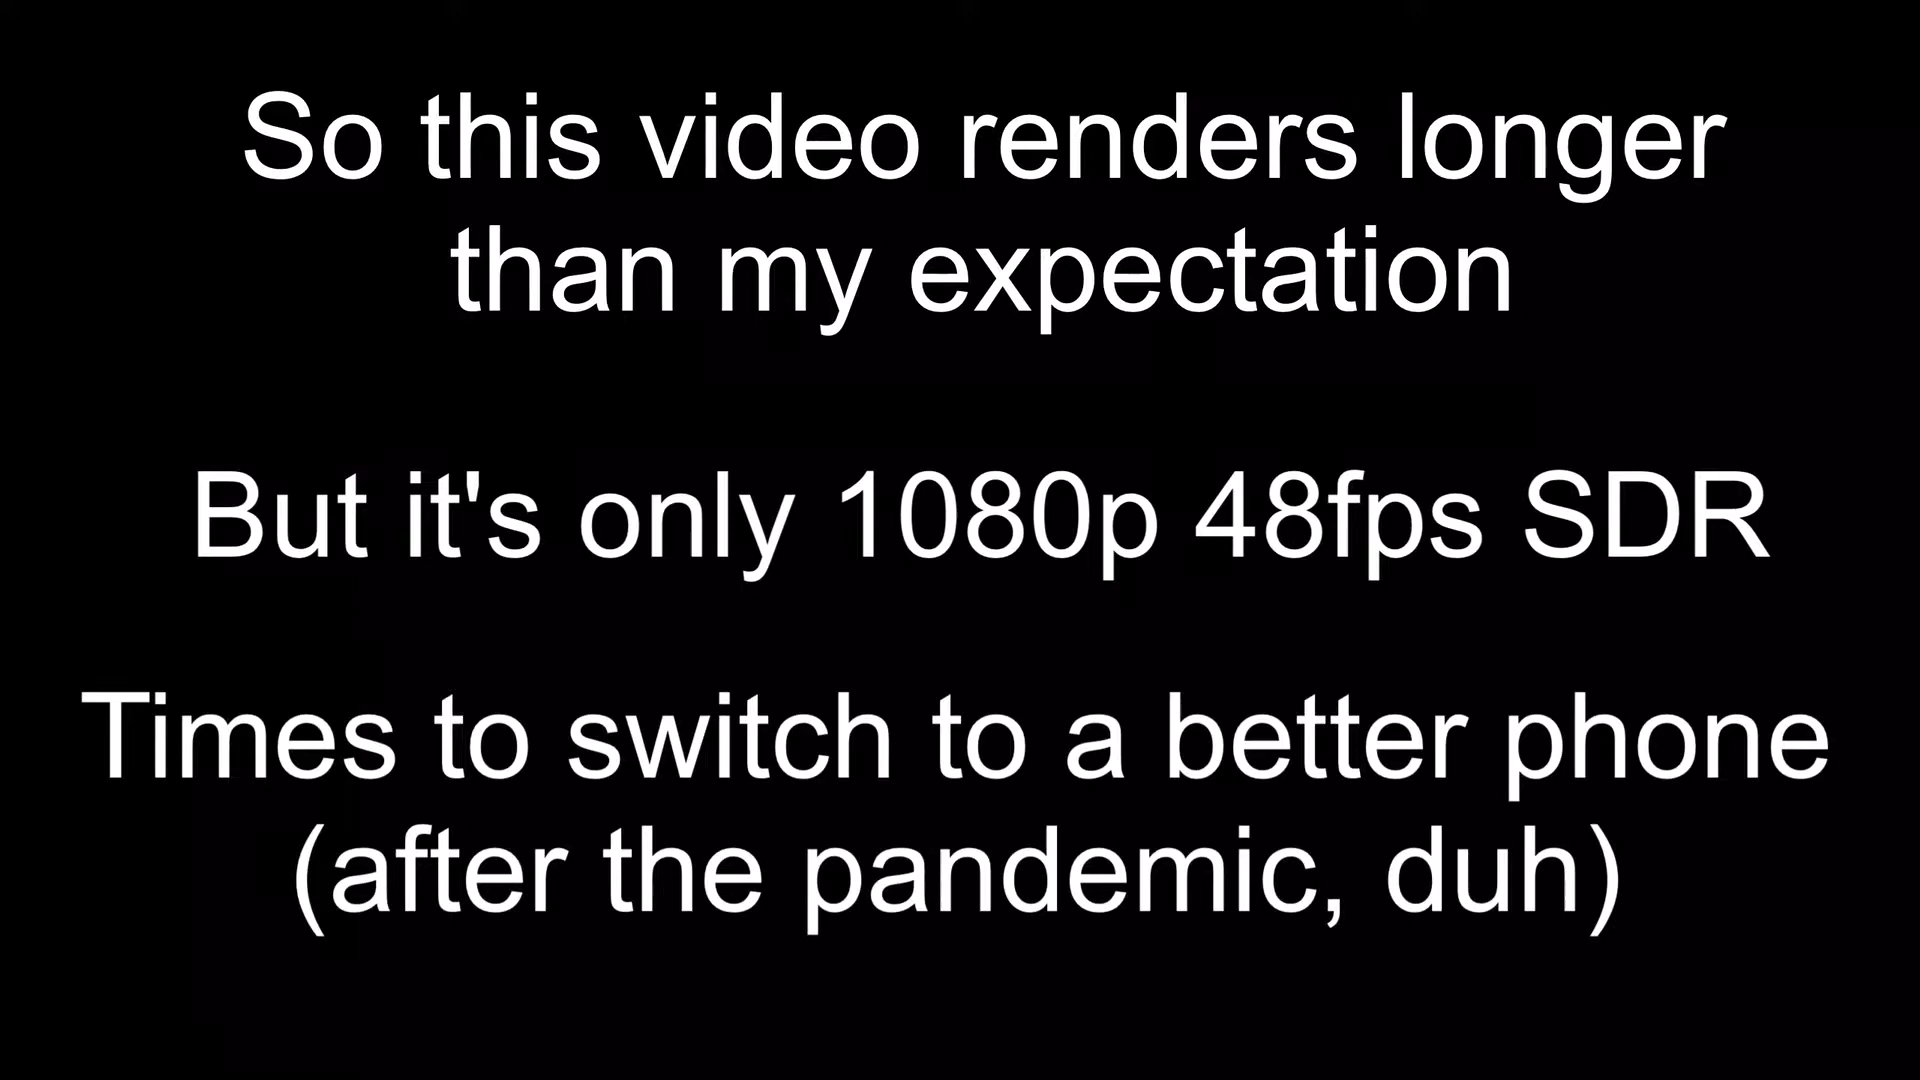 So this video renders longer
than my expectation
But it's only 1080p 48fps SDR
Times to switch to a better phone
(after the pandemic, duh)